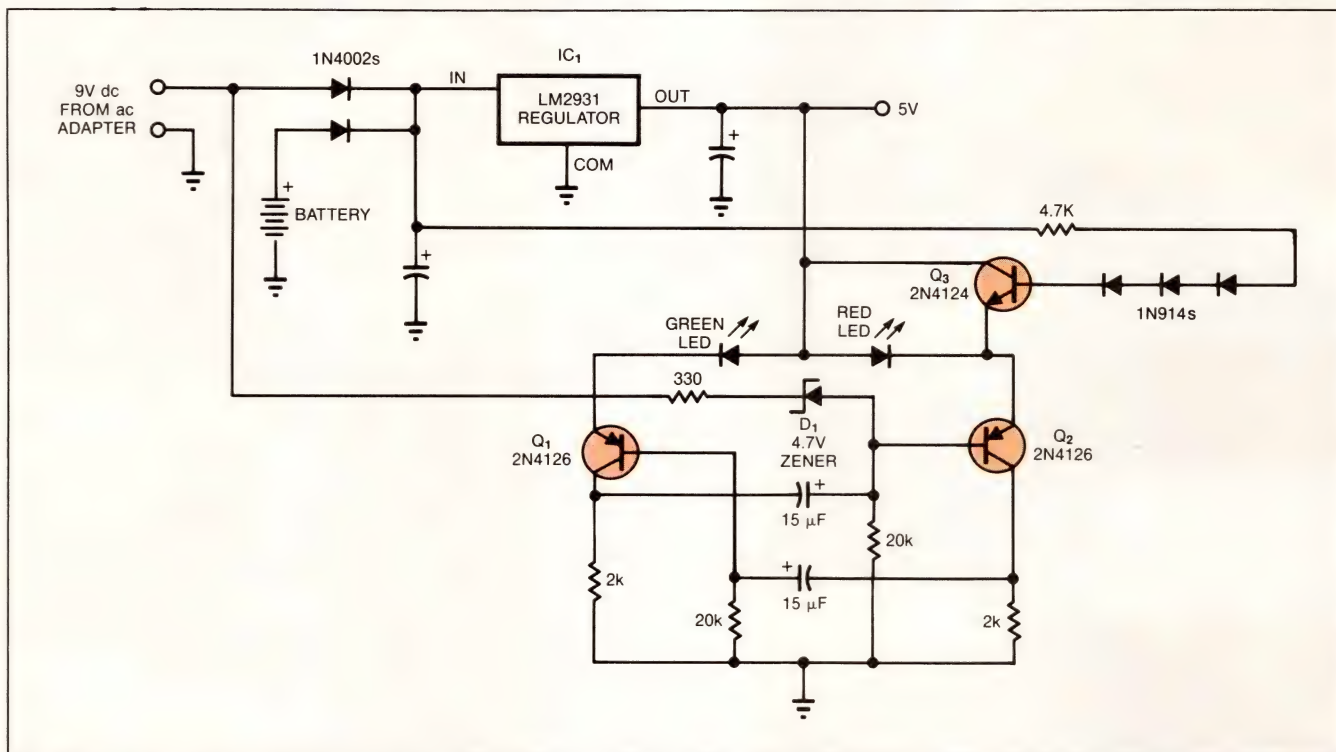 1N4002s
IC₁
9V dc
FROM ac
ADAPTER
IN
LM2931
REGULATOR
OUT
5V
COM
+
+
BATTERY
+
4.7K
Q₃
2N4124
1N914s
GREEN
LED
RED
LED
330
D₁
4.7V
ZENER
Q₁
2N4126
Q₂
2N4126
+
15 µF
20k
2k
+
15 µF
20k
2k